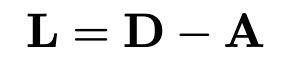 L = D − A